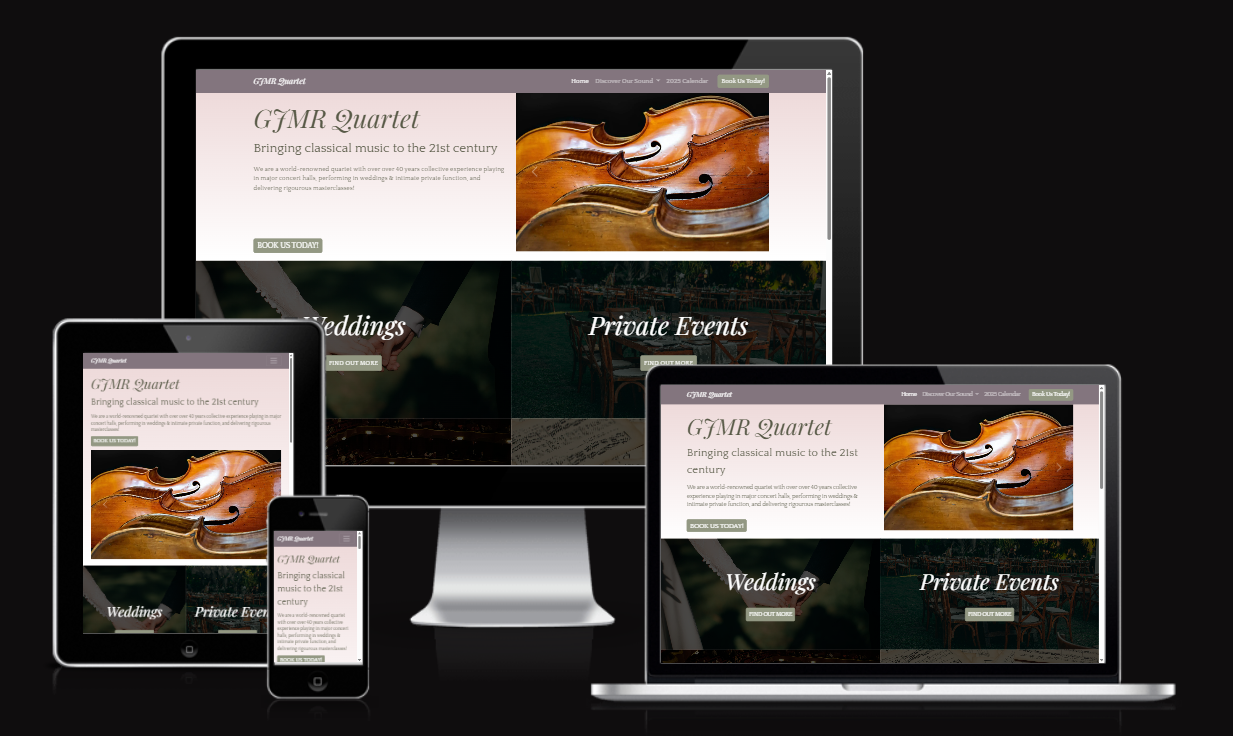 GJMR Quartet
Home Discover Our Sound 2025 Calendar Book Us Today!
GJMR Quartet
Bringing classical music to the 21st century
We are a world-renowned quartet with over over 40 years collective experience playing
in major concert halls, performing in weddings & intimate private function, and
delivering rigourous masterclasses!
BOOK US TODAY!
Weddings
FIND OUT MORE
Private Events
FIND OUT MORE
GJMR Quartet
GJMR Quartet
Bringing classical music to the 21st century
We are a world-renowned quartet with over over 40 years collective experience playing in major
concert halls, performing in weddings & intimate private function, and delivering rigourous
masterclasses!
BOOK US TODAY!
Weddings
Private Even
GJMR Quartet
GJMR Quartet
Bringing classical
music to the 21st
century
We are a world-renowned quartet
with over over 40 years collective
experience playing in major concert
halls, performing in weddings &
intimate private function, and
delivering rigourous masterclasses!
BOOK US TODAY!
GJMR Quartet
Home Discover Our Sound 2025 Calendar Book Us Today!
GJMR Quartet
Bringing classical music to the 21st
century
We are a world-renowned quartet with over over 40 years collective
experience playing in major concert halls, performing in weddings &
intimate private function, and delivering rigourous masterclasses!
BOOK US TODAY!
Weddings
FIND OUT MORE
Private Events
FIND OUT MORE